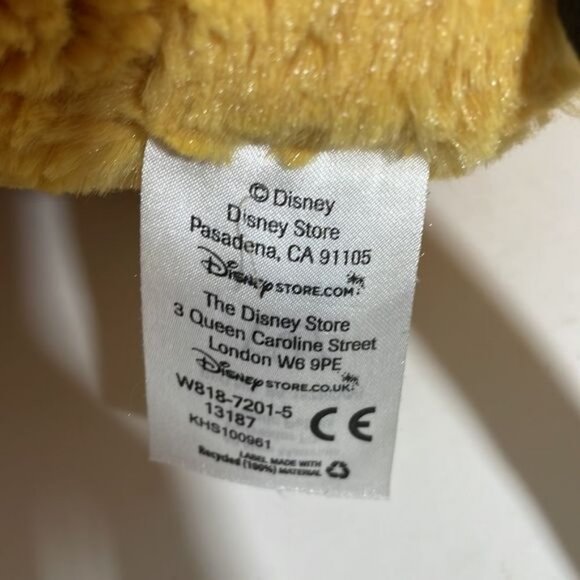 © Disney
Disney Store
Pasadena, CA 91105
DISNEYSTORE.COM
The Disney Store
3 Queen Caroline Street
London W6 9PE
DISNEYSTORE.CO.UK
W818-7201-5
13187
KHS100961
CE
LABEL MADE WITH
Recycled (100%) MATERIAL